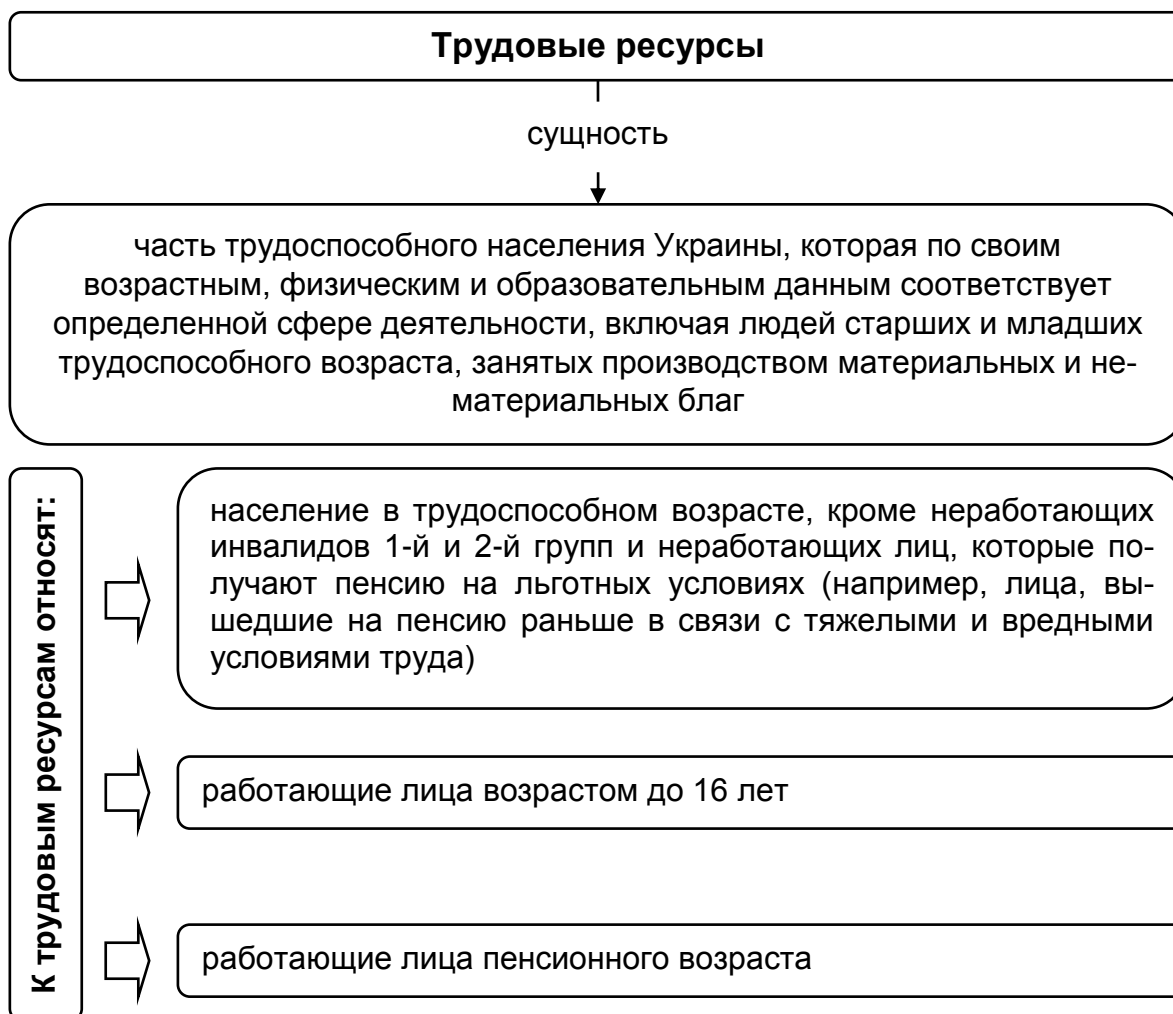 Трудовые ресурсы
сущность
часть трудоспособного населения Украины, которая по своим
возрастным, физическим и образовательным данным соответствует
определенной сфере деятельности, включая людей старших и младших
трудоспособного возраста, занятых производством материальных и не-
материальных благ
К трудовым ресурсам относят:
население в трудоспособном возрасте, кроме неработающих
инвалидов 1-й и 2-й групп и неработающих лиц, которые по-
лучают пенсию на льготных условиях (например, лица, вы-
шедшие на пенсию раньше в связи с тяжелыми и вредными
условиями труда)
работающие лица возрастом до 16 лет
работающие лица пенсионного возраста